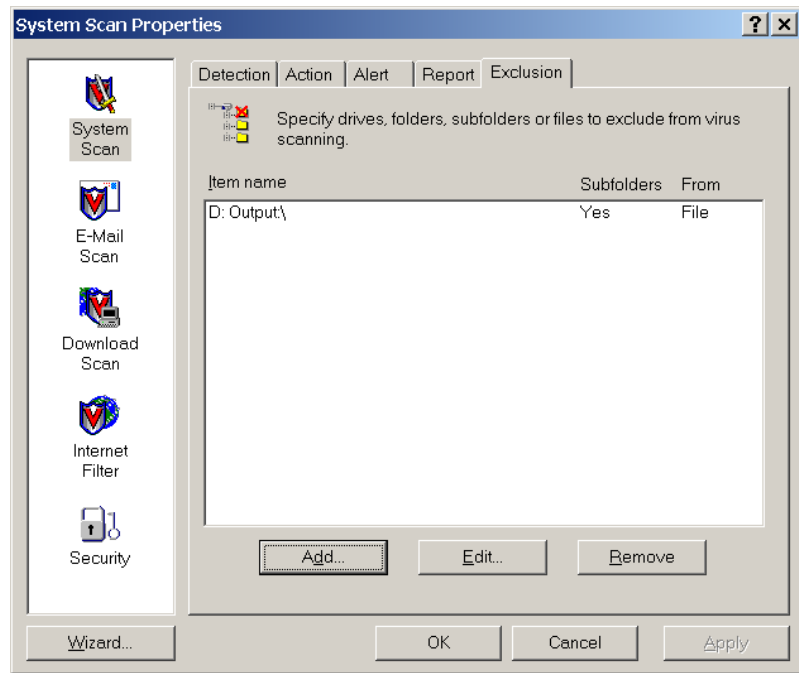 System Scan Properties
? ×
System
Scan
E-Mail
Scan
Download
Scan
Internet
Filter
Security
Detection Action Alert Report Exclusion
Specify drives, folders, subfolders or files to exclude from virus
scanning.
Item name Subfolders From
D: Output:\ Yes File
Add... Edit... Remove
Wizard... OK Cancel Apply